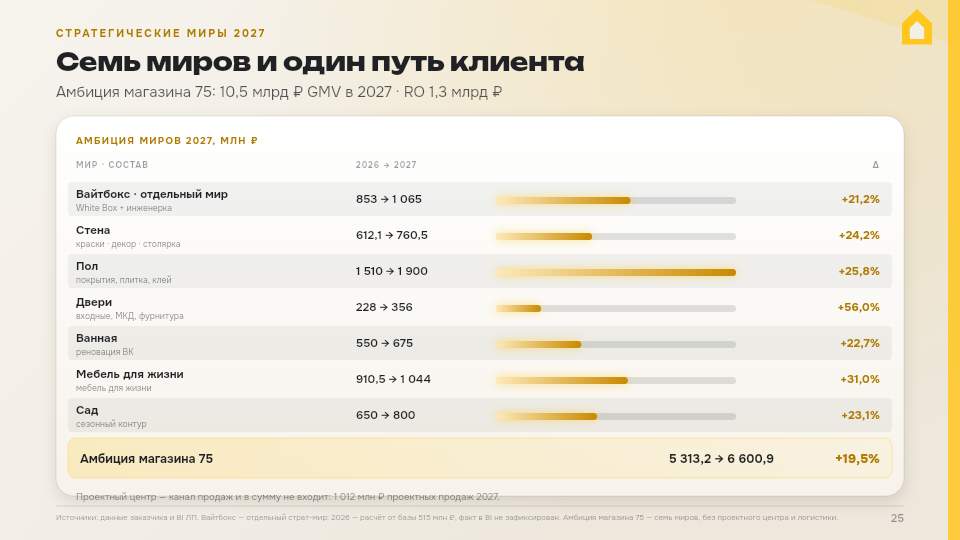 СТРАТЕГИЧЕСКИЕ МИРЫ 2027
Семь миров и один путь клиента
Амбиция магазина 75: 10,5 млрд ₽ GMV в 2027 · RO 1,3 млрд ₽
АМБИЦИЯ МИРОВ 2027, МЛН ₽
МИР · СОСТАВ 2026 → 2027 Δ
Вайтбокс · отдельный мир
White Box + инженерка
853 → 1 065 +21,2%
Стена
краски · декор · столярка
612,1 → 760,5 +24,2%
Пол
покрытия, плитка, клей
1 510 → 1 900 +25,8%
Двери
входные, МКД, фурнитура
228 → 356 +56,0%
Ванная
реновация ВК
550 → 675 +22,7%
Мебель для жизни
мебель для жизни
910,5 → 1 044 +31,0%
Сад
сезонный контур
650 → 800 +23,1%
Амбиция магазина 75 5 313,2 → 6 600,9 +19,5%
Проектный центр — канал продаж и в сумму не входит: 1 012 млн ₽ проектных продаж 2027.
Источники: данные заказчика и BI ЛП. Вайтбокс — отдельный страт-мир: 2026 — расчёт от базы 515 млн ₽, факт в BI не зафиксирован. Амбиция магазина 75 — семь миров, без проектного центра и логистики.
25